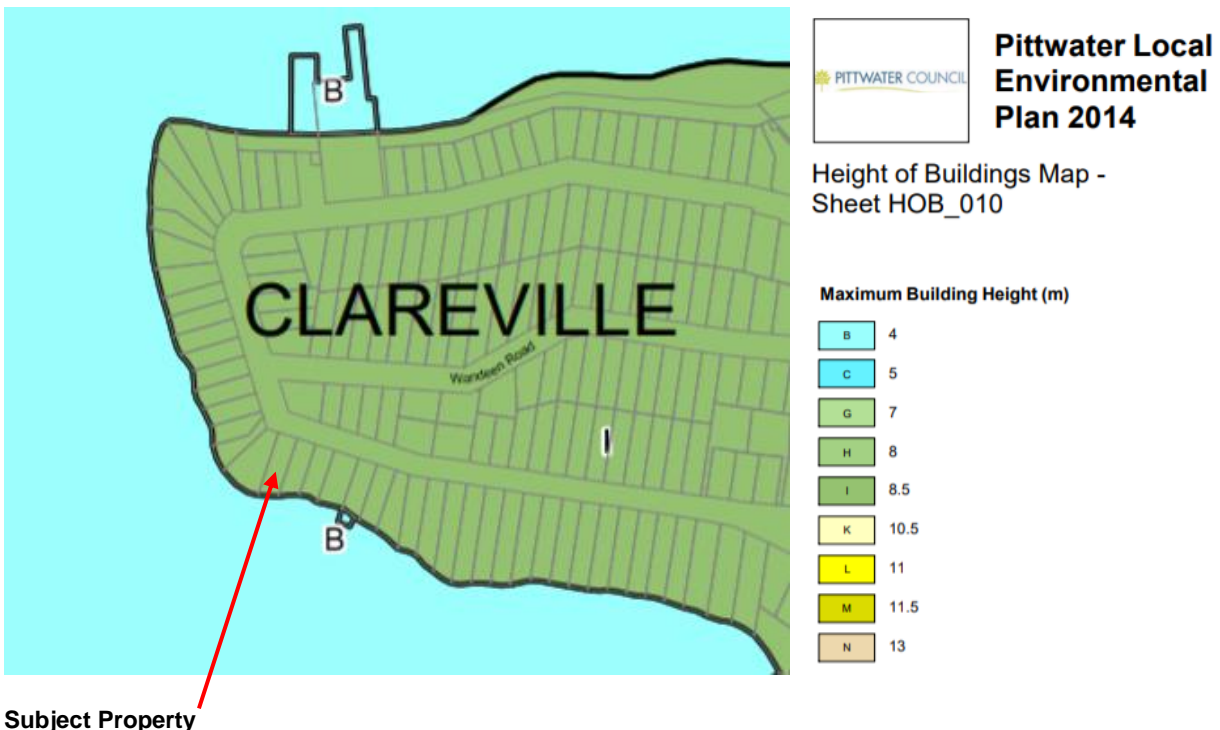 B
CLAREVILLE
Wandeen Road
I
B
Subject Property
PITTWATER COUNCIL
Pittwater Local
Environmental
Plan 2014
Height of Buildings Map -
Sheet HOB_010
Maximum Building Height (m)
B 4
C 5
G 7
H 8
I 8.5
K 10.5
L 11
M 11.5
N 13